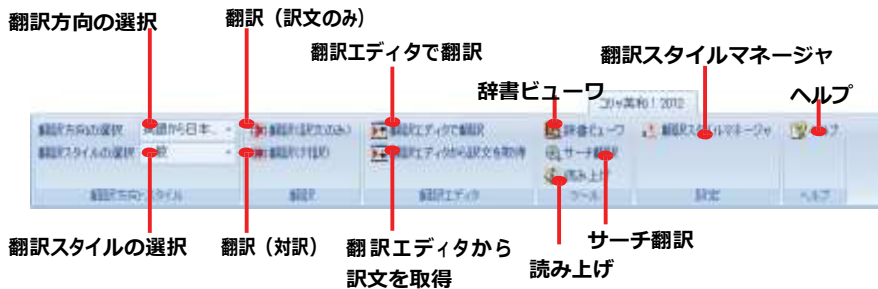 翻訳方向の選択
翻訳（訳文のみ）
翻訳エディタで翻訳
翻訳スタイルマネージャ
辞書ビューワ
ヘルプ
コリャ英和！2012
翻訳方向の選択 英語から日本...
翻訳(訳文のみ)
翻訳エディタで翻訳
辞書ビューワ
翻訳スタイルマネージャ
翻訳スタイルの選択
翻訳エディタから訳文を取得
サーチ翻訳
読み上げ
翻訳方向・スタイル
翻訳
翻訳エディタ
ツール
設定
ヘルプ
翻訳スタイルの選択
翻訳（対訳）
翻訳エディタから
訳文を取得
読み上げ
サーチ翻訳